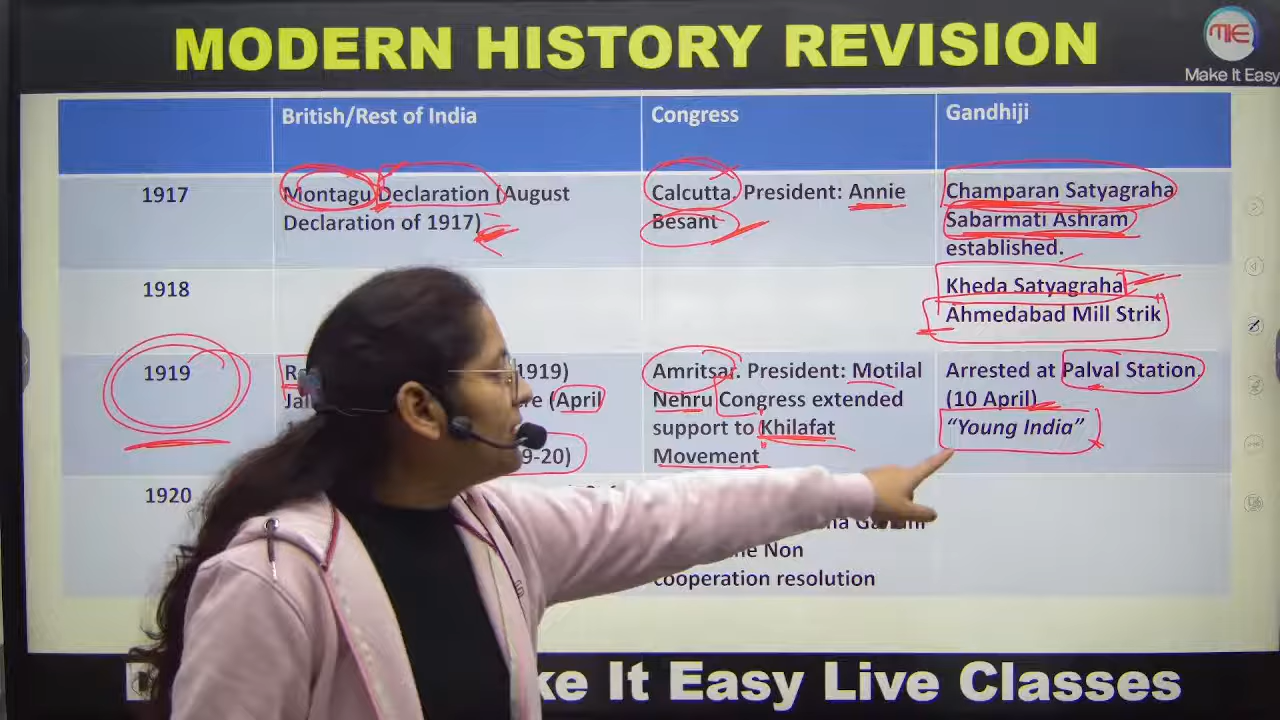 MODERN HISTORY REVISION
MIE
Make It Easy
British/Rest of India
Congress
Gandhiji
1917
Montagu Declaration (August
Declaration of 1917)
Calcutta. President: Annie
Besant
Champaran Satyagraha
Sabarmati Ashram
established.
1918
Kheda Satyagraha
Ahmedabad Mill Strik
1919
1919)
(April
9-20)
Amritsar. President: Motilal
Nehru Congress extended
support to Khilafat
Movement
Arrested at Palval Station
(10 April)
“Young India”
1920
Non
cooperation resolution
It Easy Live Classes